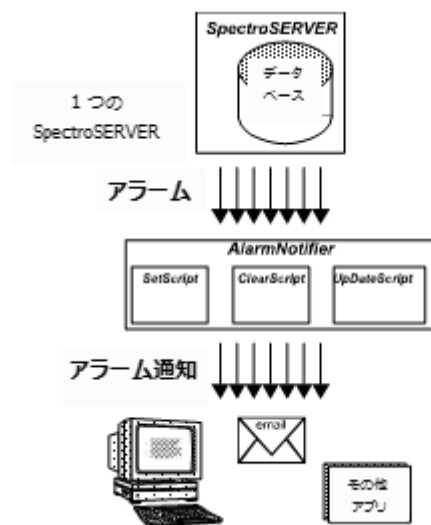 SpectroSERVER
データ
ベース
1 つの
SpectroSERVER
アラーム
AlarmNotifier
SetScript
ClearScript
UpDateScript
アラーム通知
email
その他
アプリ